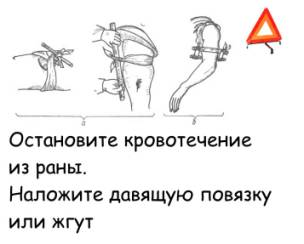 а б
Остановите кровотечение
из раны.
Наложите давящую повязку
или жгут